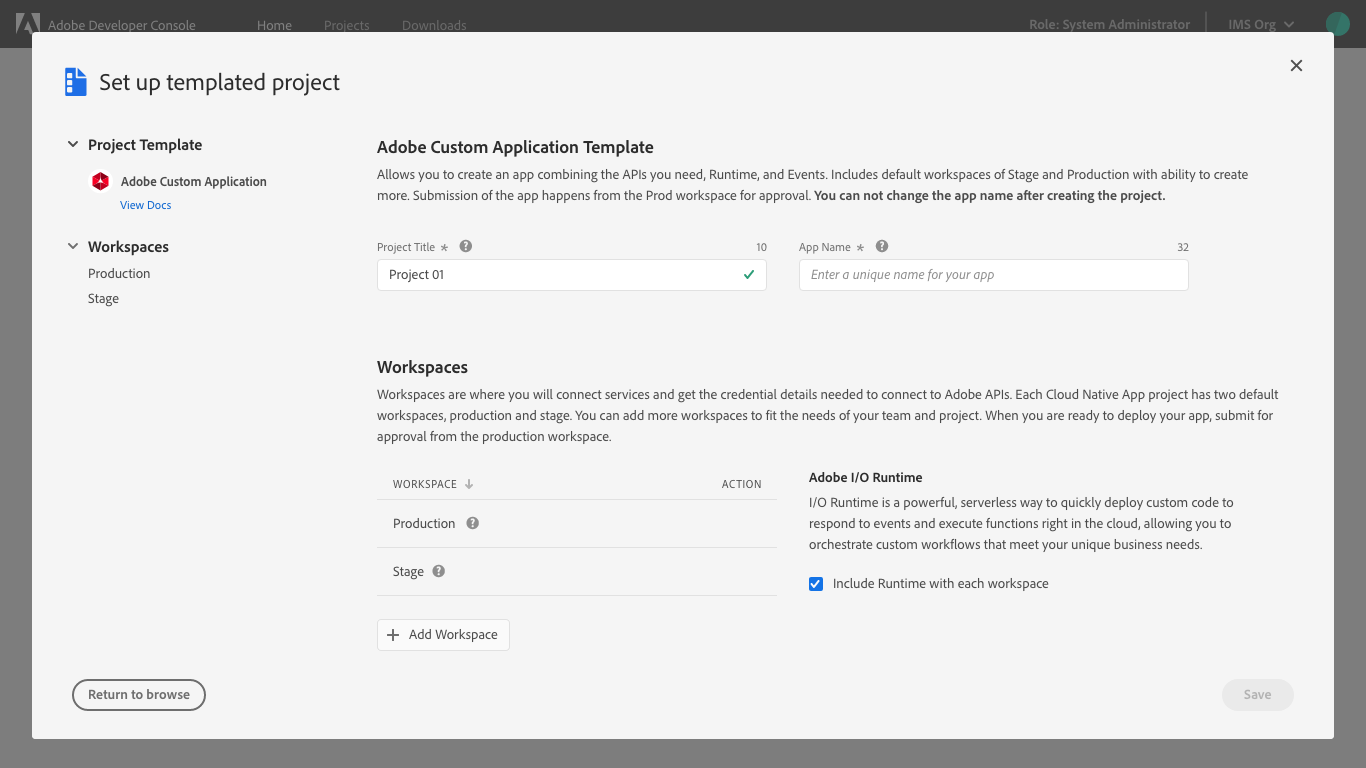 Adobe Developer Console Home Projects Downloads Role: System Administrator IMS Org
Set up templated project
Project Template
Adobe Custom Application
View Docs
Workspaces
Production
Stage
Adobe Custom Application Template
Allows you to create an app combining the APIs you need, Runtime, and Events. Includes default workspaces of Stage and Production with ability to create
more. Submission of the app happens from the Prod workspace for approval. You can not change the app name after creating the project.
Project Title * 10
Project 01
App Name * 32
Enter a unique name for your app
Workspaces
Workspaces are where you will connect services and get the credential details needed to connect to Adobe APIs. Each Cloud Native App project has two default
workspaces, production and stage. You can add more workspaces to fit the needs of your team and project. When you are ready to deploy your app, submit for
approval from the production workspace.
WORKSPACE ACTION
Production
Stage
Add Workspace
Adobe I/O Runtime
I/O Runtime is a powerful, serverless way to quickly deploy custom code to
respond to events and execute functions right in the cloud, allowing you to
orchestrate custom workflows that meet your unique business needs.
Include Runtime with each workspace
Return to browse
Save